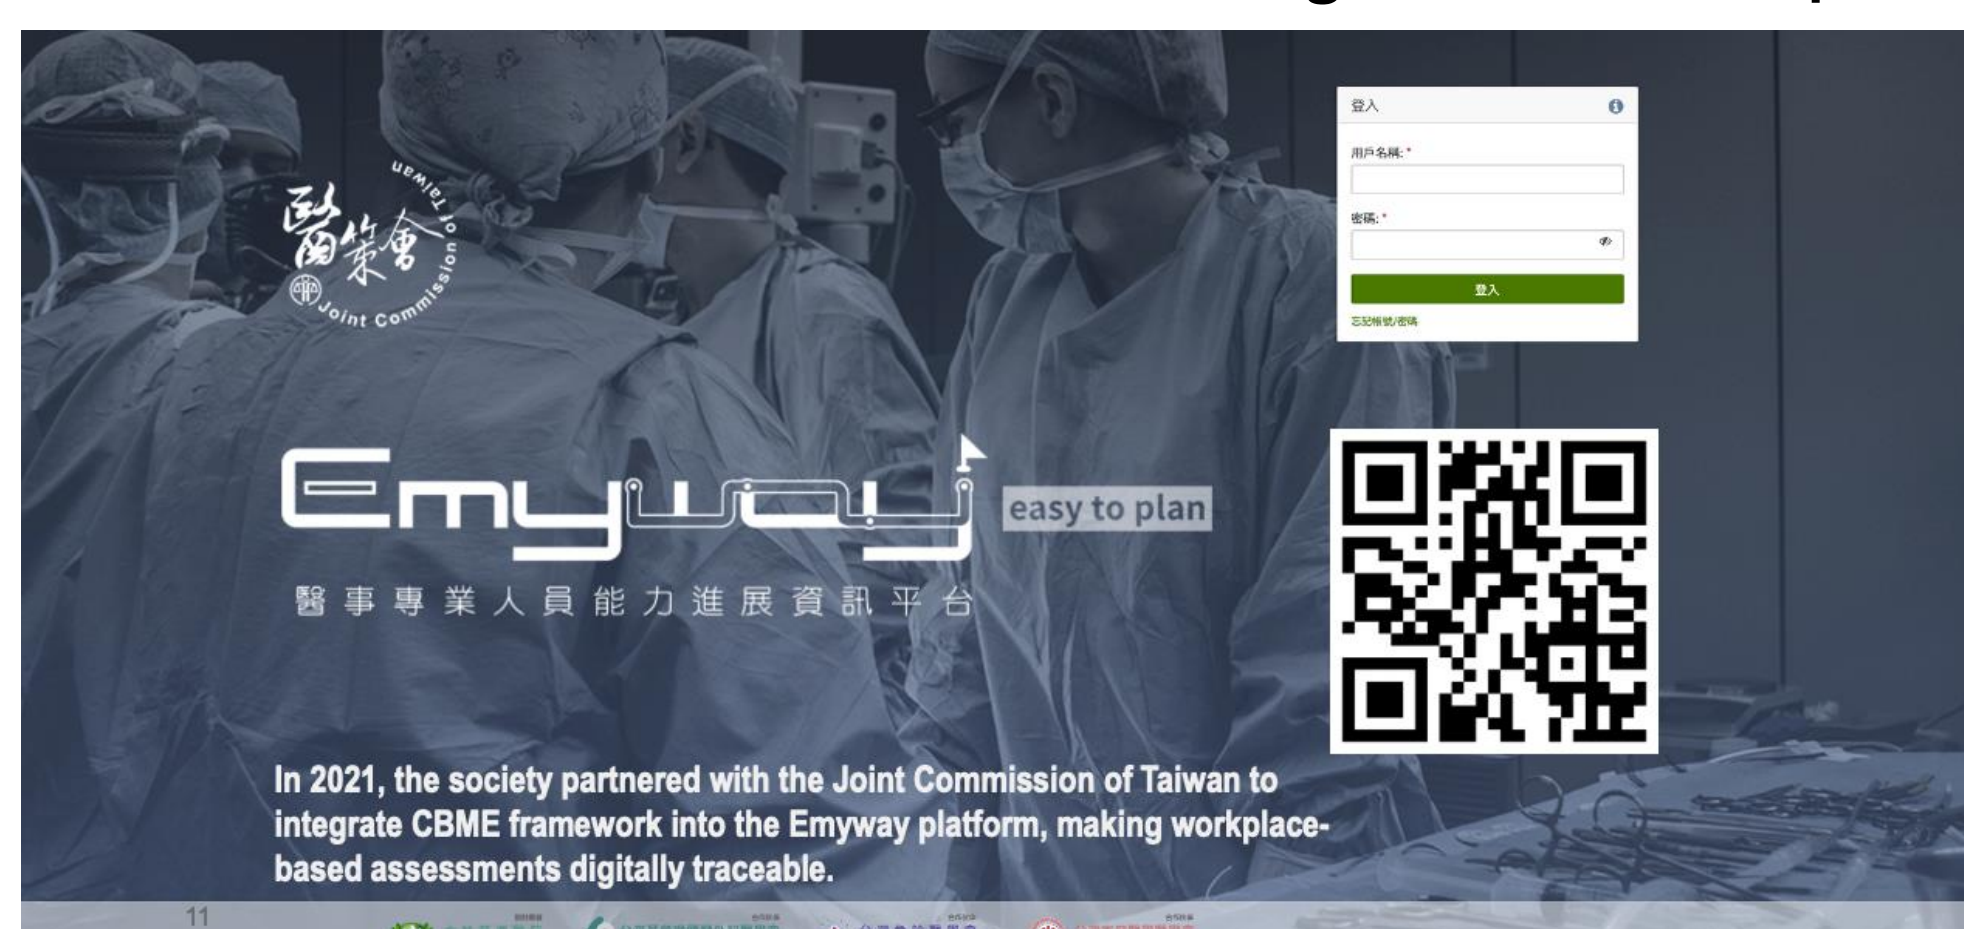 醫策會
Joint Commission of Taiwan
登入
用戶名稱: *
密碼: *
登入
忘記帳號/密碼
Emyway
easy to plan
醫事專業人員能力進展資訊平台
In 2021, the society partnered with the Joint Commission of Taiwan to
integrate CBME framework into the Emyway platform, making workplace-
based assessments digitally traceable.
11